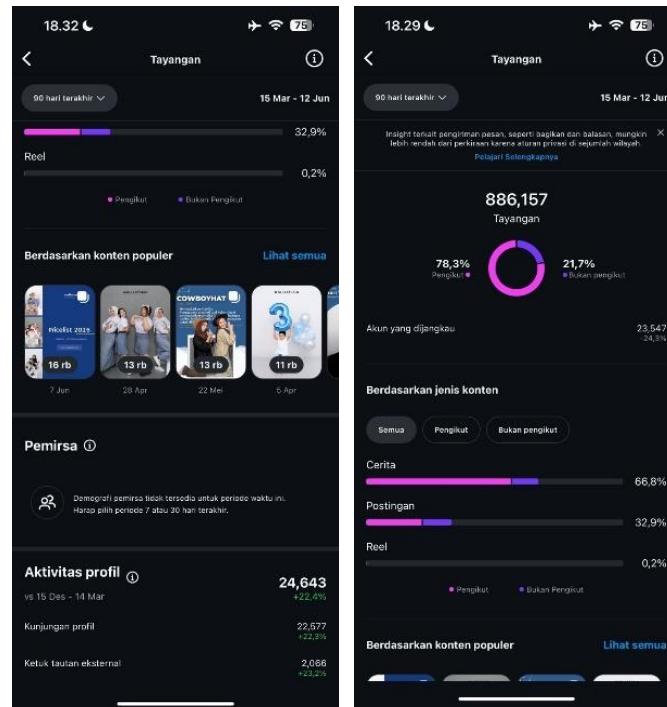 18.32
75
Tayangan
90 hari terakhir
15 Mar - 12 Jun
32,9%
Reel
0,2%
Pengikut
Bukan Pengikut
Berdasarkan konten populer
Lihat semua
Pricelist 2025
COWBOYHAT
3
16 rb
13 rb
13 rb
11 rb
7 Jun
28 Apr
22 Mei
5 Apr
Pemirsa
Demografi pemirsa tidak tersedia untuk periode waktu ini.
Harap pilih periode 7 atau 30 hari terakhir.
Aktivitas profil
24,643
vs 15 Des - 14 Mar
+22,4%
Kunjungan profil
22,577
+22,3%
Ketuk tautan eksternal
2,066
+23,2%
18.29
75
Tayangan
90 hari terakhir
15 Mar - 12 Jun
Insight terkait pengiriman pesan, seperti bagikan dan balasan, mungkin
lebih rendah dari perkiraan karena aturan privasi di sejumlah wilayah.
Pelajari Selengkapnya
886,157
Tayangan
78,3%
Pengikut
21,7%
Bukan pengikut
Akun yang dijangkau
23,547
-24,3%
Berdasarkan jenis konten
Semua
Pengikut
Bukan pengikut
Cerita
66,8%
Postingan
32,9%
Reel
0,2%
Pengikut
Bukan Pengikut
Berdasarkan konten populer
Lihat semua